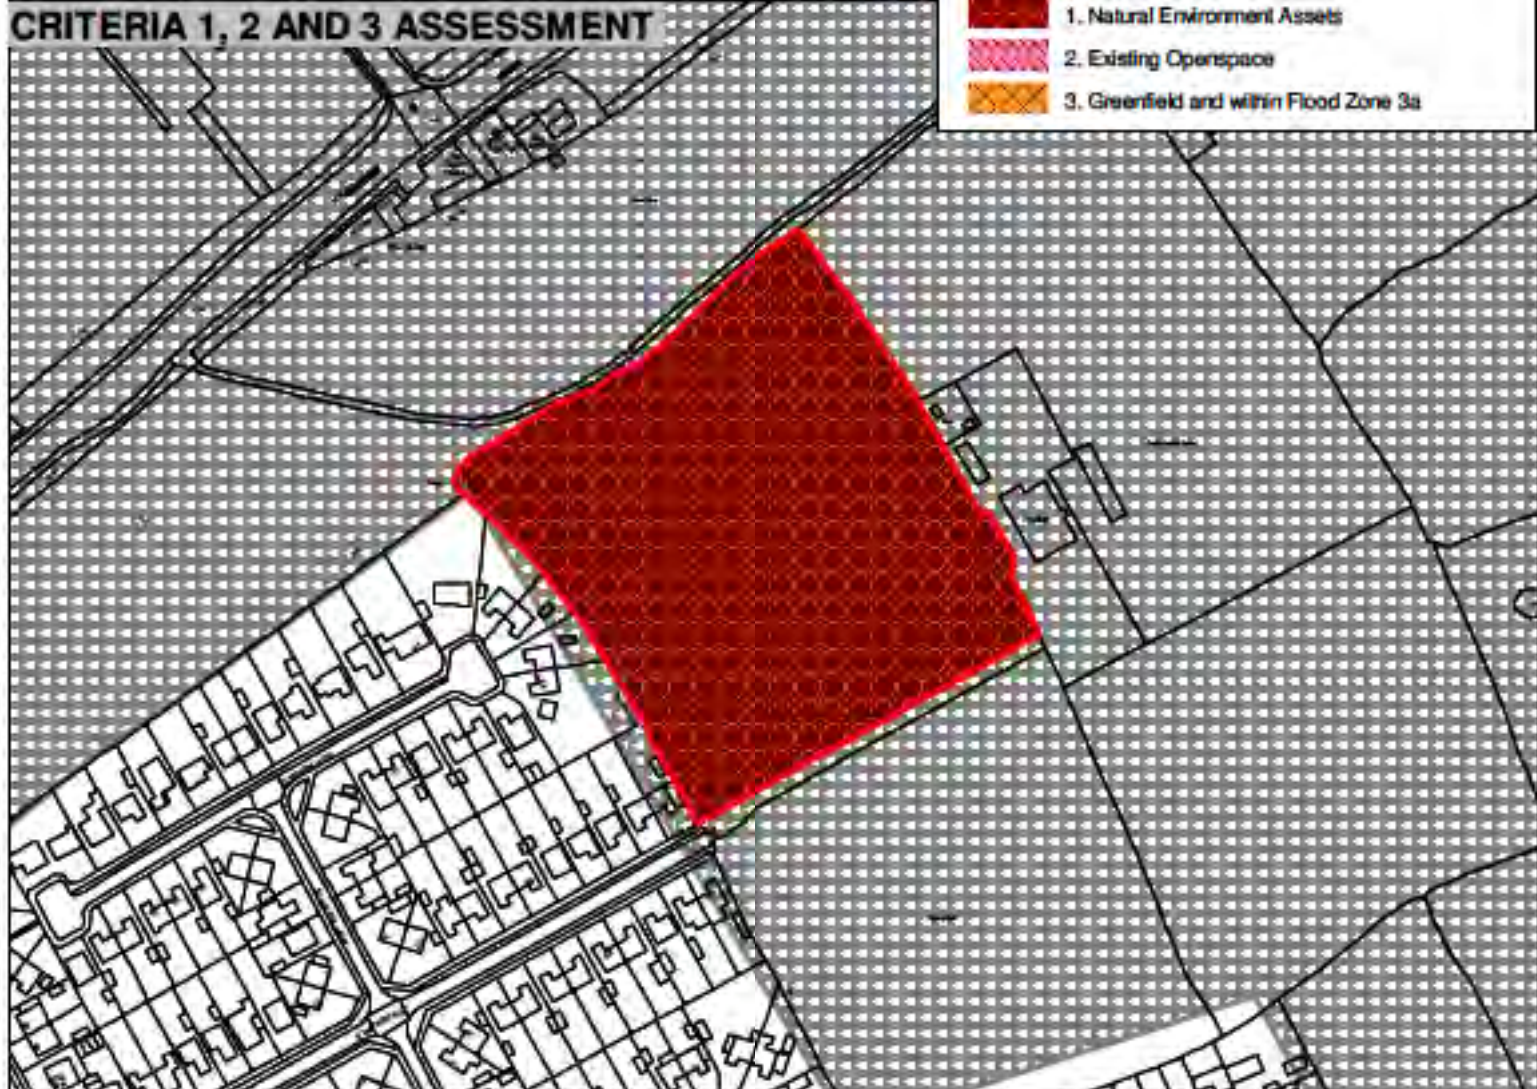 CRITERIA 1, 2 AND 3 ASSESSMENT
1. Natural Environment Assets
2. Existing Openspace
3. Greenfield and within Flood Zone 3a